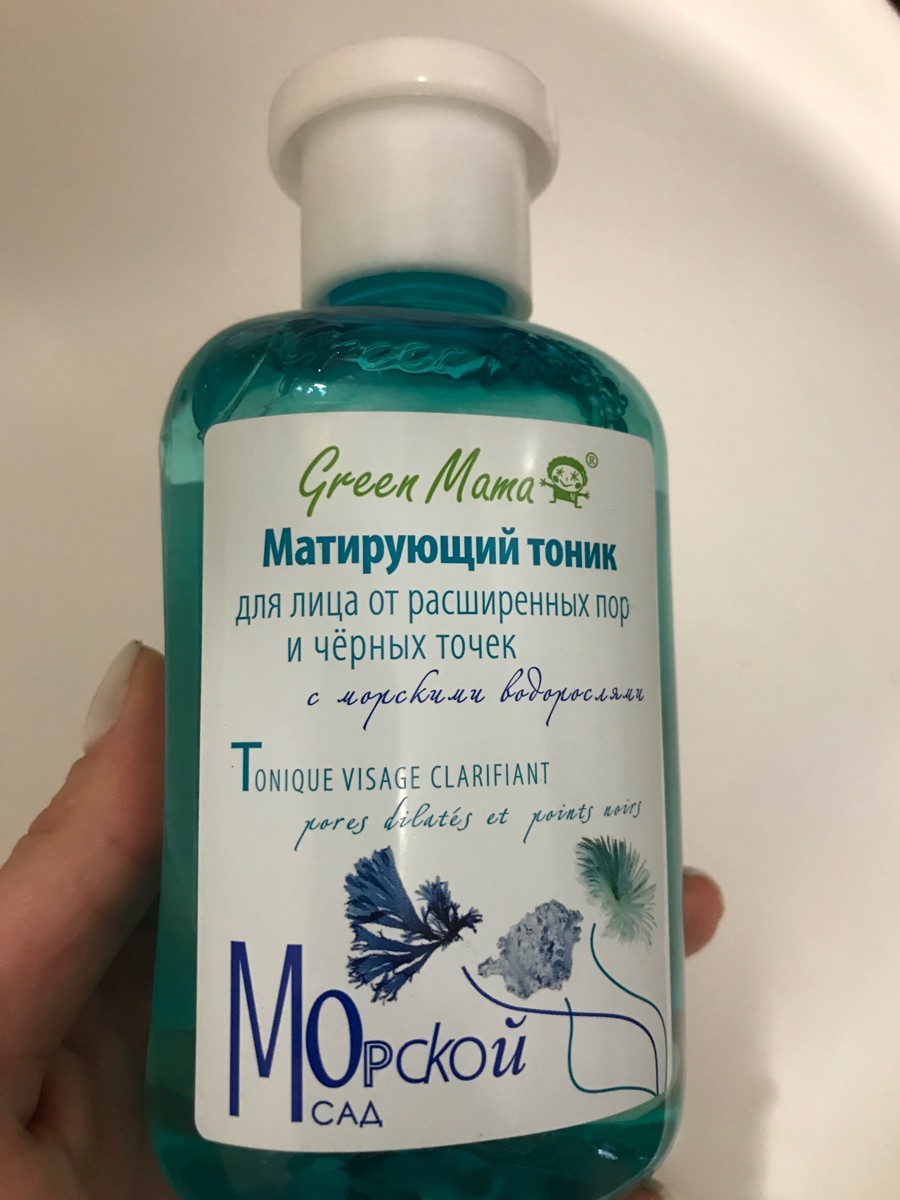 Green Mama ®
Матирующий тоник
для лица от расширенных пор
и чёрных точек
с морскими водорослями
Tonique visage clarifiant
pores dilatés et points noirs
Морской
сад